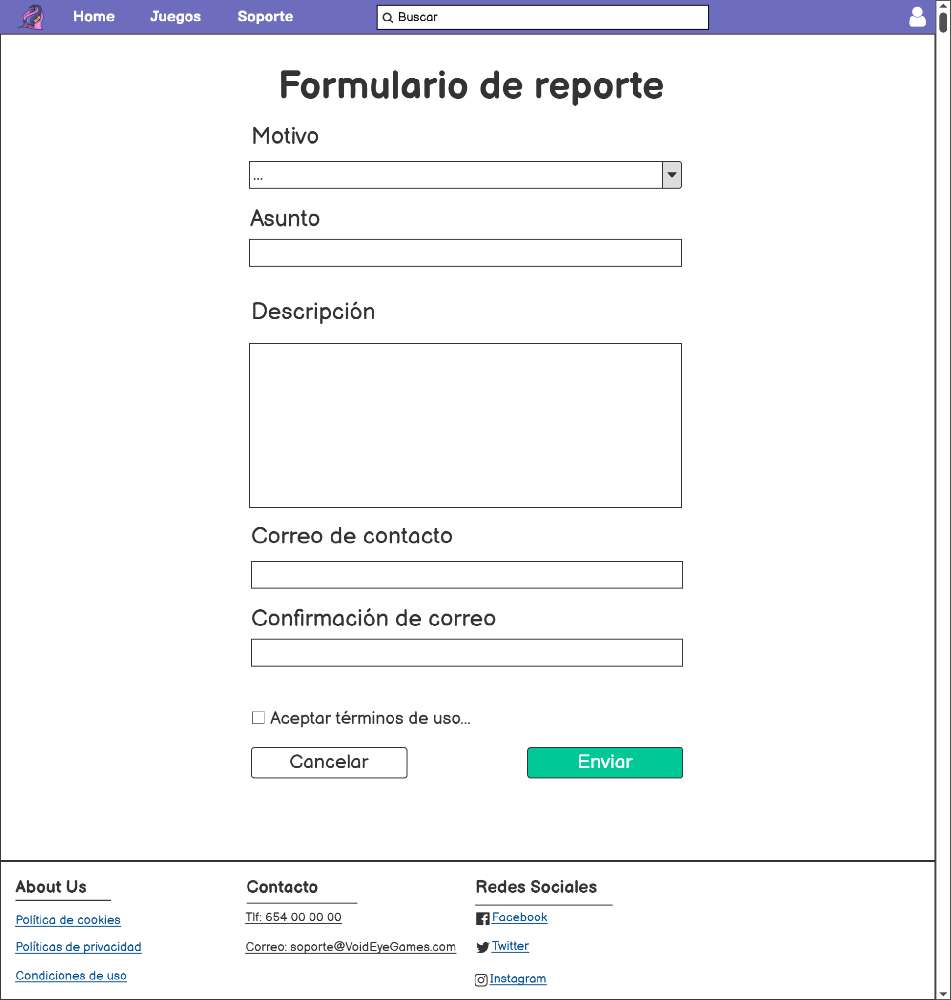 Home Juegos Soporte Buscar
Formulario de reporte
Motivo
...
Asunto
Descripción
Correo de contacto
Confirmación de correo
Aceptar términos de uso...
Cancelar Enviar
About Us
Política de cookies
Políticas de privacidad
Condiciones de uso
Contacto
Tlf: 654 00 00 00
Correo: soporte@VoidEyeGames.com
Redes Sociales
Facebook
Twitter
Instagram